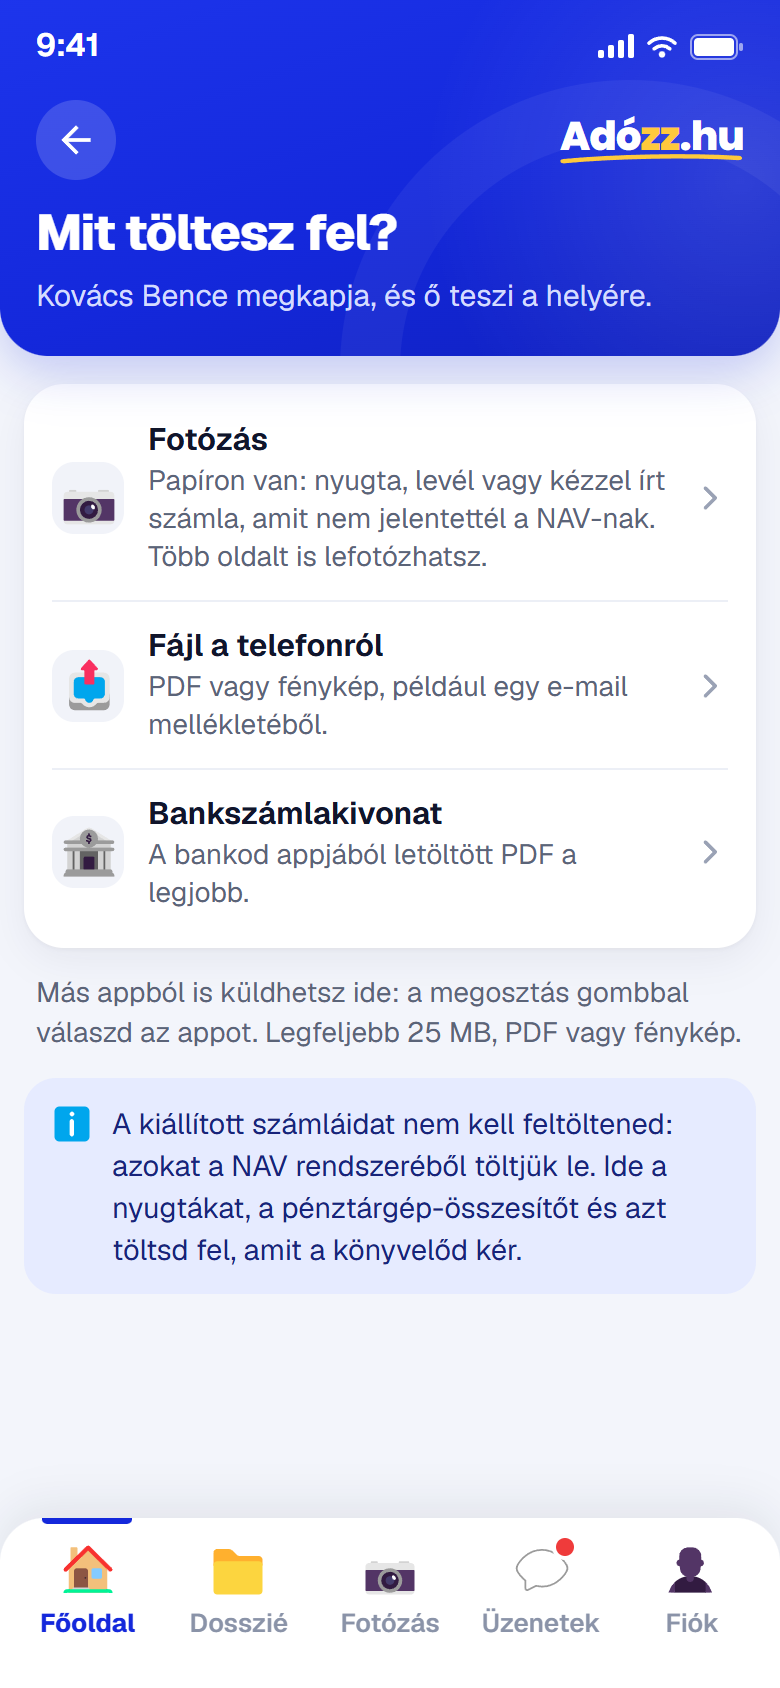 9:41
Adózz.hu
Mit töltesz fel?
Kovács Bence megkapja, és ő teszi a helyére.
Fotózás
Papíron van: nyugta, levél vagy kézzel írt
számla, amit nem jelentettél a NAV-nak.
Több oldalt is lefotózhatsz.
Fájl a telefonról
PDF vagy fénykép, például egy e-mail
mellékletéből.
Bankszámlakivonat
A bankod appjából letöltött PDF a
legjobb.
Más appból is küldhetsz ide: a megosztás gombbal
válaszd az appot. Legfeljebb 25 MB, PDF vagy fénykép.
A kiállított számláidat nem kell feltöltened:
azokat a NAV rendszeréből töltjük le. Ide a
nyugtákat, a pénztárgép-összesítőt és azt
töltsd fel, amit a könyvelőd kér.
Főoldal
Dosszié
Fotózás
Üzenetek
Fiók